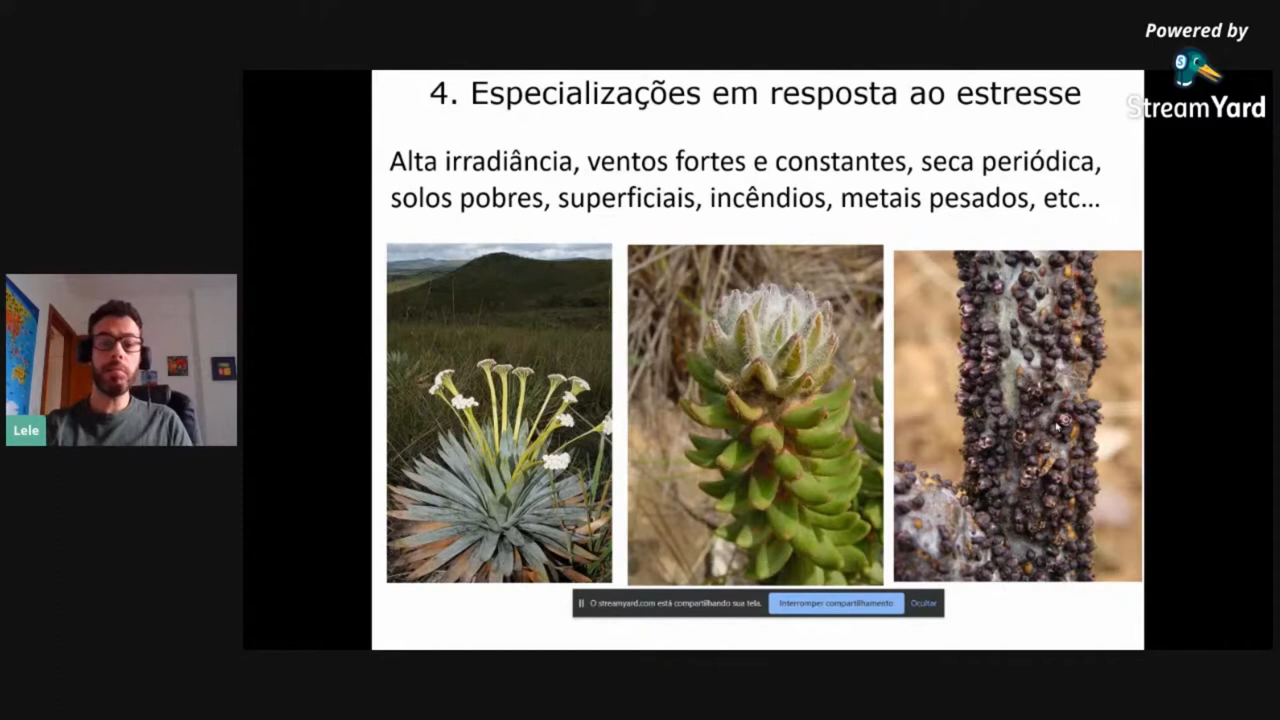 Powered by
StreamYard
4. Especializações em resposta ao estresse
Alta irradiância, ventos fortes e constantes, seca periódica,
solos pobres, superficiais, incêndios, metais pesados, etc...
Lele
O streamyard.com está compartilhando sua tela. Interromper compartilhamento Ocultar